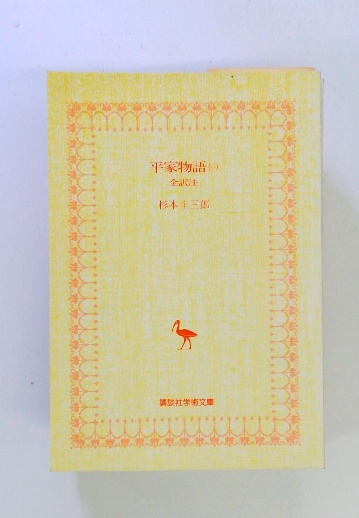 平家物語(一)
全訳注
杉本圭三郎
講談社学術文庫